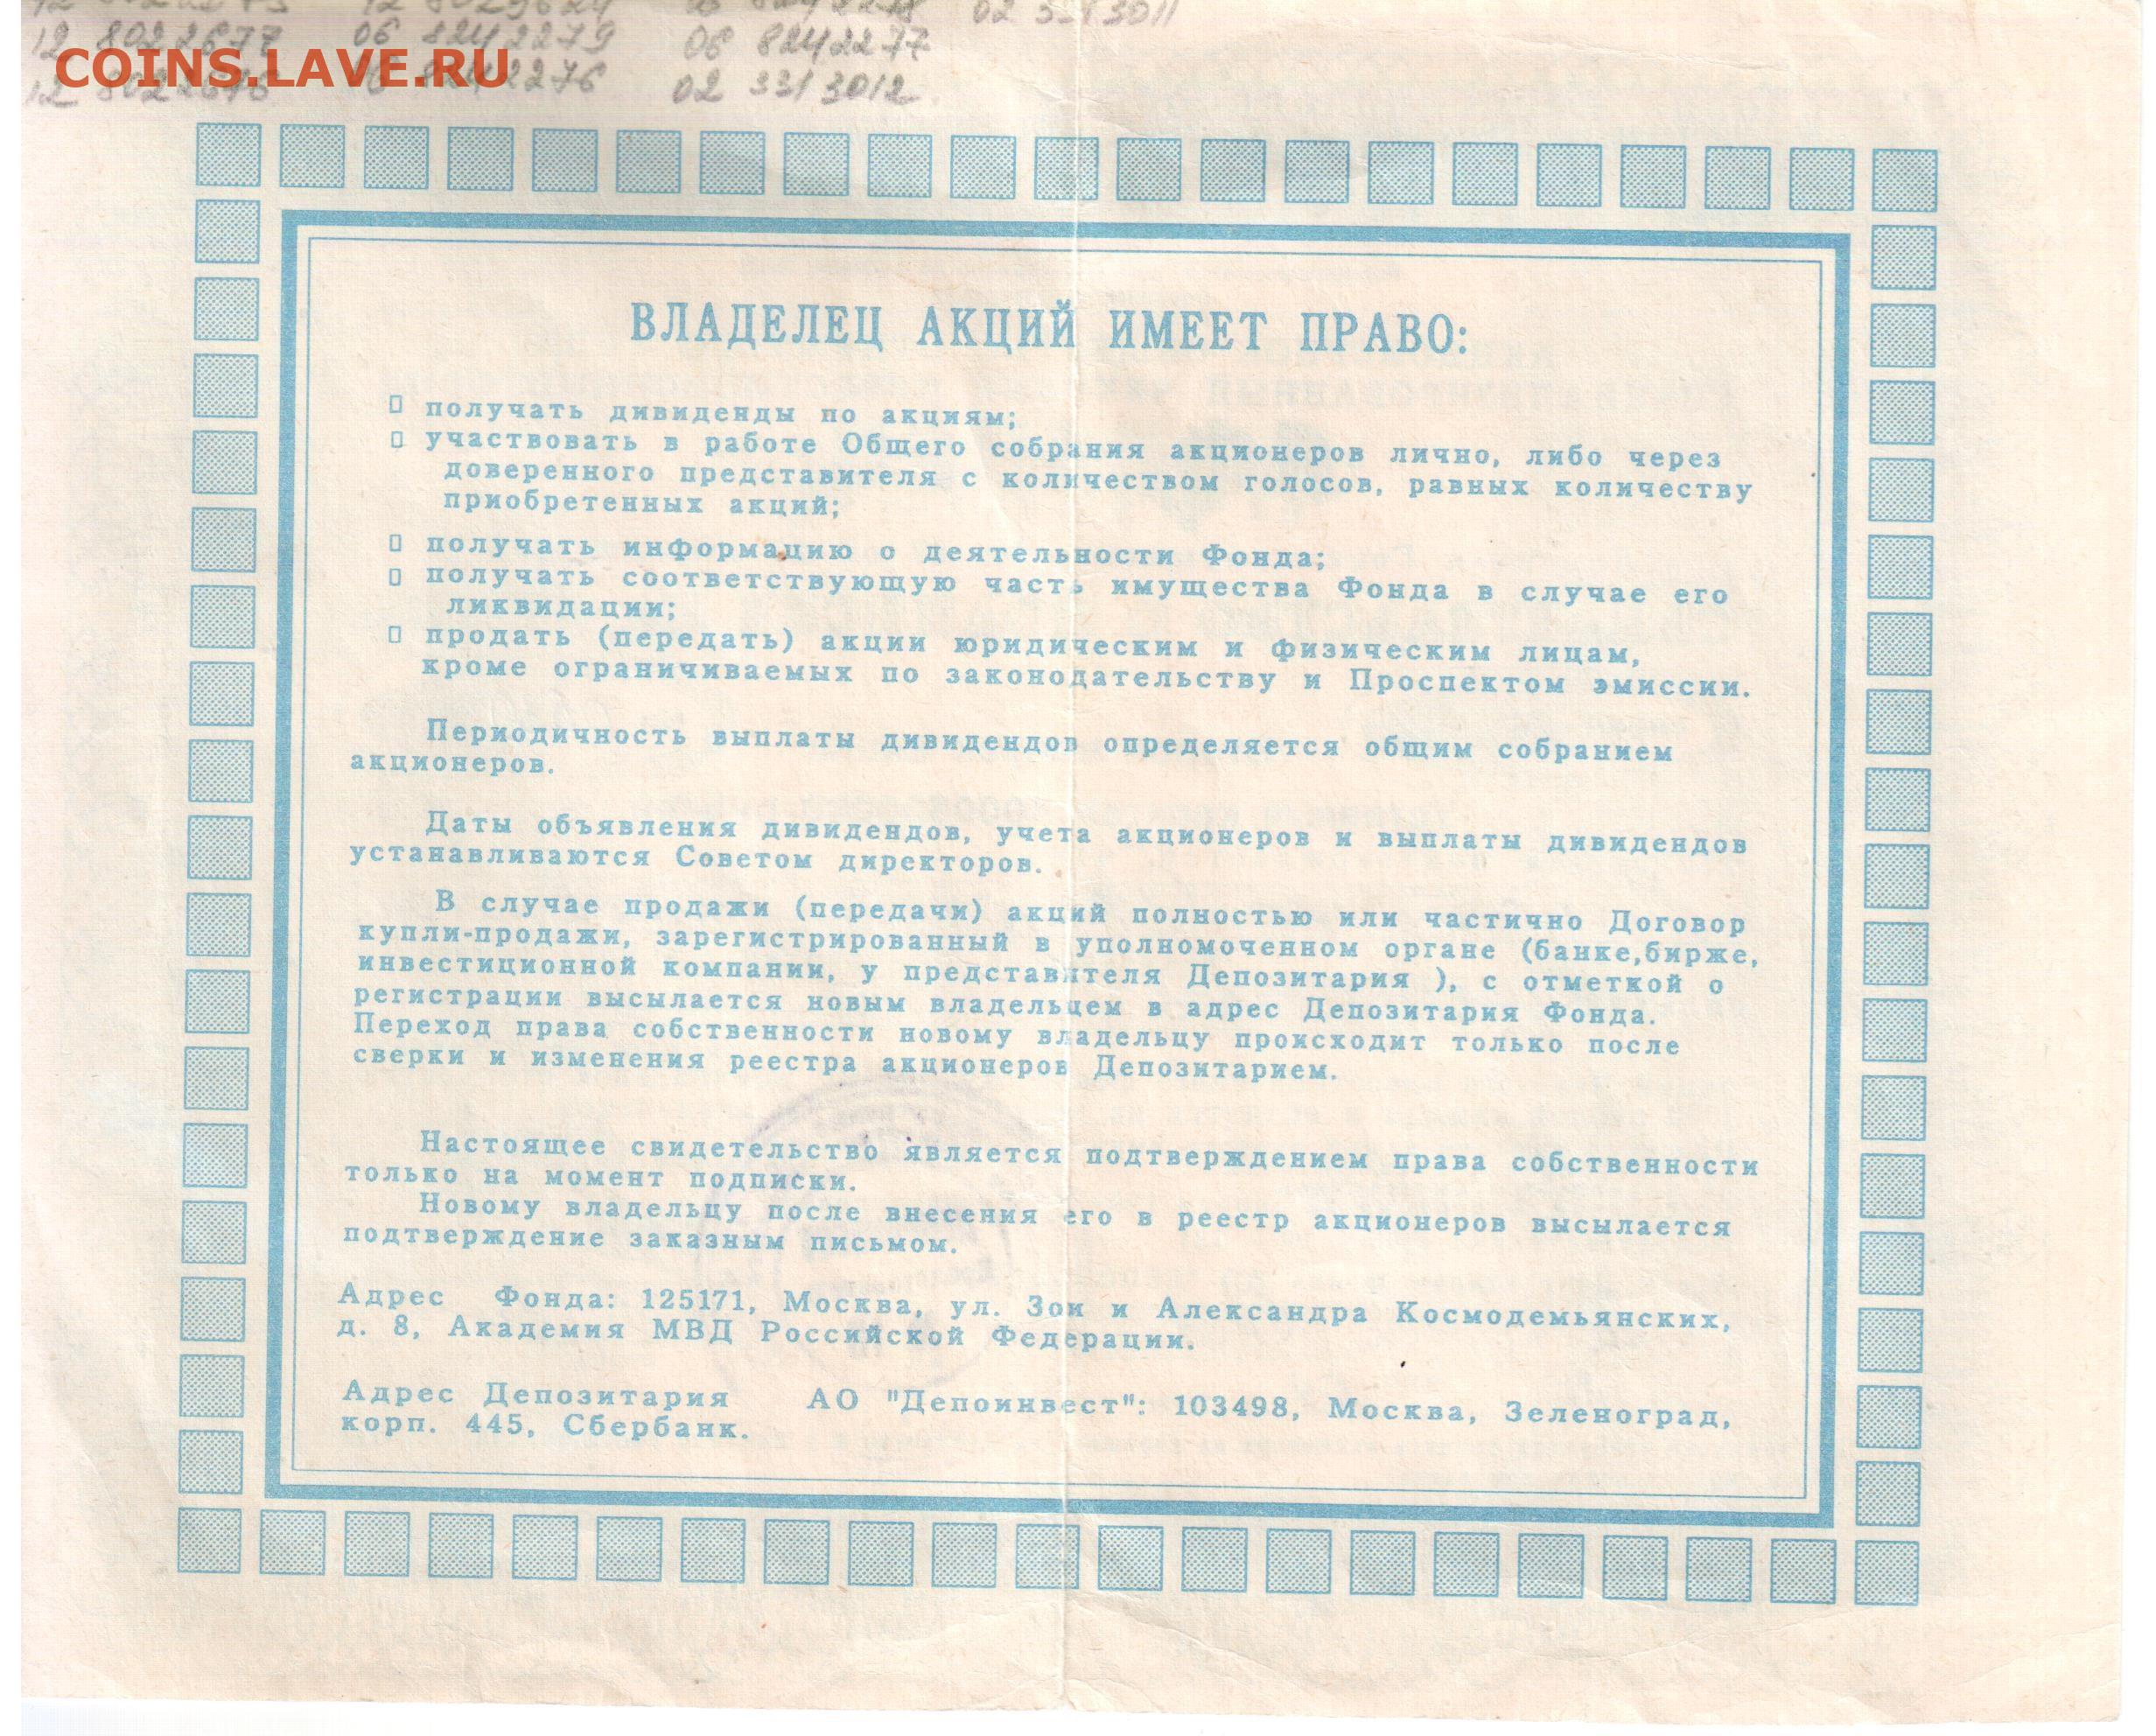 12 8022677 06 8242279 06 8242277
COINS.LAVE.RU
02 3313012
ВЛАДЕЛЕЦ АКЦИЙ ИМЕЕТ ПРАВО:
получать дивиденды по акциям;
участвовать в работе Общего собрания акционеров лично, либо через
доверенного представителя с количеством голосов, равных количеству
приобретенных акций;
получать информацию о деятельности Фонда;
получать соответствующую часть имущества Фонда в случае его
ликвидации;
продать (передать) акции юридическим и физическим лицам,
кроме ограничиваемых по законодательству и Проспектом эмиссии.
Периодичность выплаты дивидендов определяется общим собранием
акционеров.
Даты объявления дивидендов, учета акционеров и выплаты дивидендов
устанавливаются Советом директоров.
В случае продажи (передачи) акций полностью или частично Договор
купли-продажи, зарегистрированный в уполномоченном органе (банке,бирже,
инвестиционной компании, у представителя Депозитария ), с отметкой о
регистрации высылается новым владельцем в адрес Депозитария Фонда.
Переход права собственности новому владельцу происходит только после
сверки и изменения реестра акционеров Депозитарием.
Настоящее свидетельство является подтверждением права собственности
только на момент подписки.
Новому владельцу после внесения его в реестр акционеров высылается
подтверждение заказным письмом.
Адрес Фонда: 125171, Москва, ул. Зои и Александра Космодемьянских,
д. 8, Академия МВД Российской Федерации.
Адрес Депозитария АО "Депоинвест": 103498, Москва, Зеленоград,
корп. 445, Сбербанк.